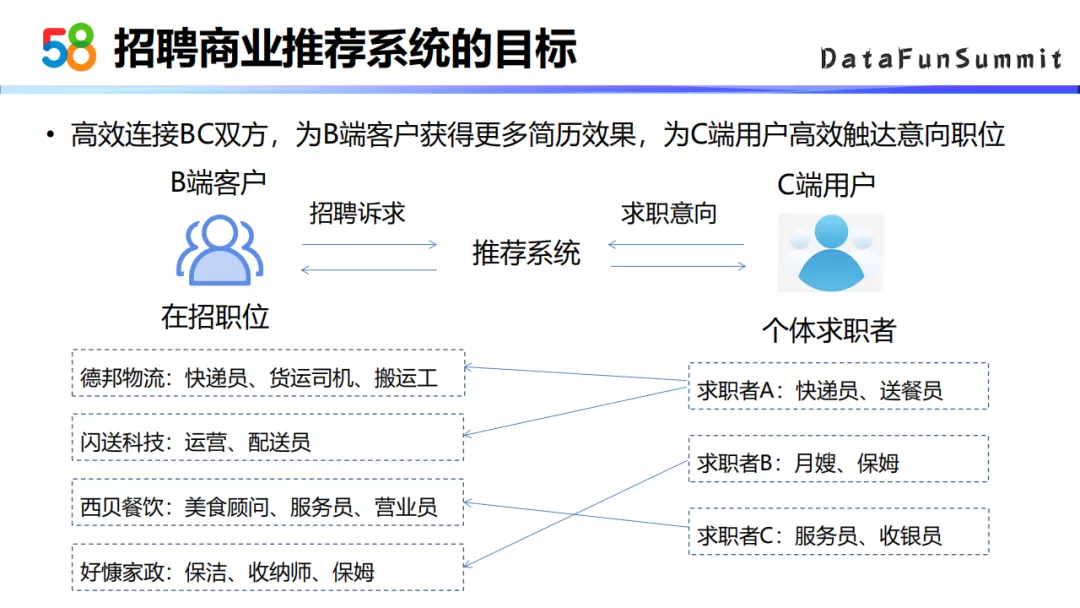 58 招聘商业推荐系统的目标
DataFunSummit
• 高效连接BC双方，为B端客户获得更多简历效果，为C端用户高效触达意向职位
B端客户
C端用户
招聘诉求
求职意向
推荐系统
在招职位
个体求职者
德邦物流：快递员、货运司机、搬运工
闪送科技：运营、配送员
西贝餐饮：美食顾问、服务员、营业员
好慷家政：保洁、收纳师、保姆
求职者A：快递员、送餐员
求职者B：月嫂、保姆
求职者C：服务员、收银员